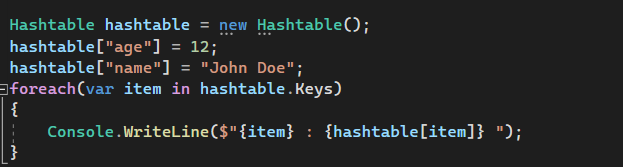 Hashtable hashtable = new Hashtable();
hashtable["age"] = 12;
hashtable["name"] = "John Doe";
foreach(var item in hashtable.Keys)
{
Console.WriteLine($"{item} : {hashtable[item]} ");
}